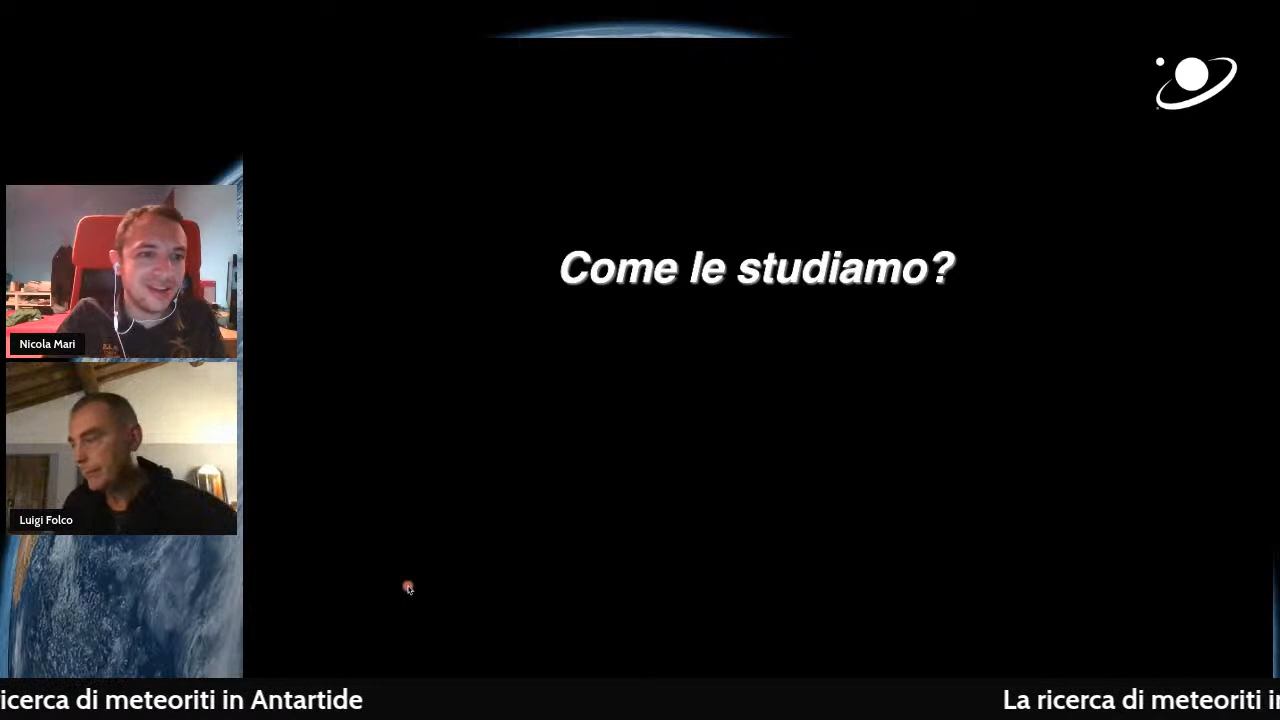 Come le studiamo?
Nicola Mari
Luigi Folco
icerca di meteoriti in Antartide
La ricerca di meteoriti i